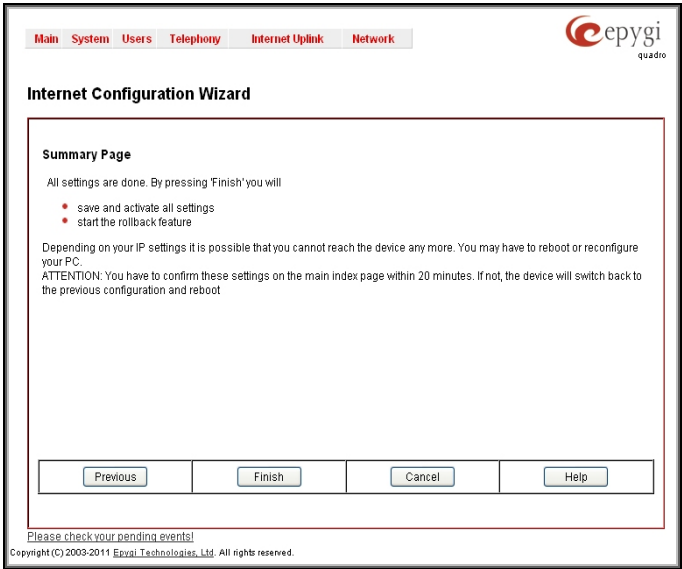 Main System Users Telephony Internet Uplink Network
epygi
quadro
Internet Configuration Wizard
Summary Page
All settings are done. By pressing 'Finish' you will
save and activate all settings
start the rollback feature
Depending on your IP settings it is possible that you cannot reach the device any more. You may have to reboot or reconfigure
your PC.
ATTENTION: You have to confirm these settings on the main index page within 20 minutes. If not, the device will switch back to
the previous configuration and reboot
Previous Finish Cancel Help
Please check your pending events!
Copyright (C) 2003-2011 Epygi Technologies, Ltd. All rights reserved.